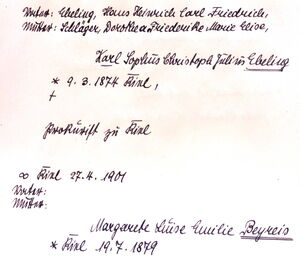 Vater: Ebeling, Hans Heinrich Carl Friedrich,
Mutter: Schläger, Dorothea Friederike Marie Luise,
Karl Sophus Christoph Julius Ebeling
* 9.3.1874 Kiel,
+
Prokurist zu Kiel
∞ Kiel 27.4.1901
Vater:
Mutter:
Margarete Luise Emilie Beyreis
* Kiel 19.7.1879